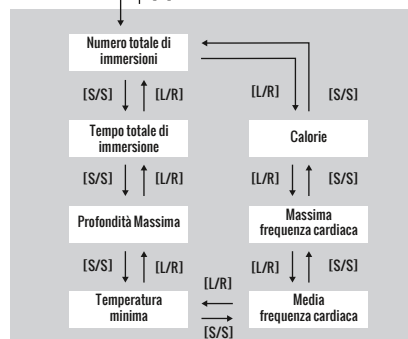 Numero totale di
immersioni
[S/S] [L/R]
[L/R] [S/S]
Tempo totale di
immersione
Calorie
[S/S] [L/R]
[L/R] [S/S]
Profondità Massima
Massima
frequenza cardiaca
[S/S] [L/R]
[L/R] [S/S]
[L/R]
Temperatura
minima
Media
frequenza cardiaca
[S/S]